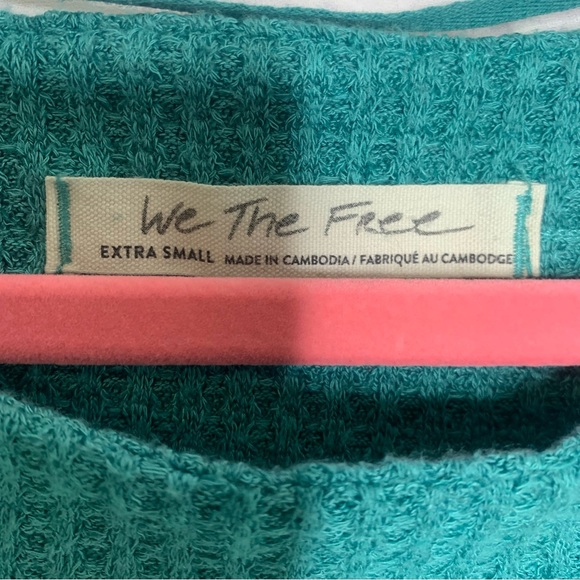 We The Free
EXTRA SMALL MADE IN CAMBODIA / FABRIQUÉ AU CAMBODGE